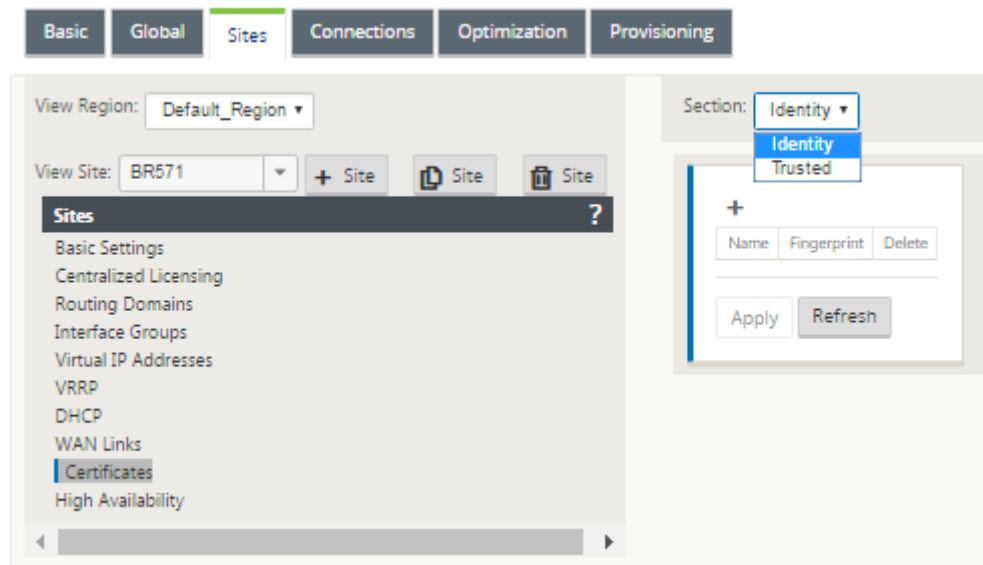 Basic Global Sites Connections Optimization Provisioning
View Region: Default_Region
View Site: BR571 + Site Site Site
Sites ?
Basic Settings
Centralized Licensing
Routing Domains
Interface Groups
Virtual IP Addresses
VRRP
DHCP
WAN Links
Certificates
High Availability
Section: Identity
Identity
Trusted
+
Name Fingerprint Delete
Apply Refresh